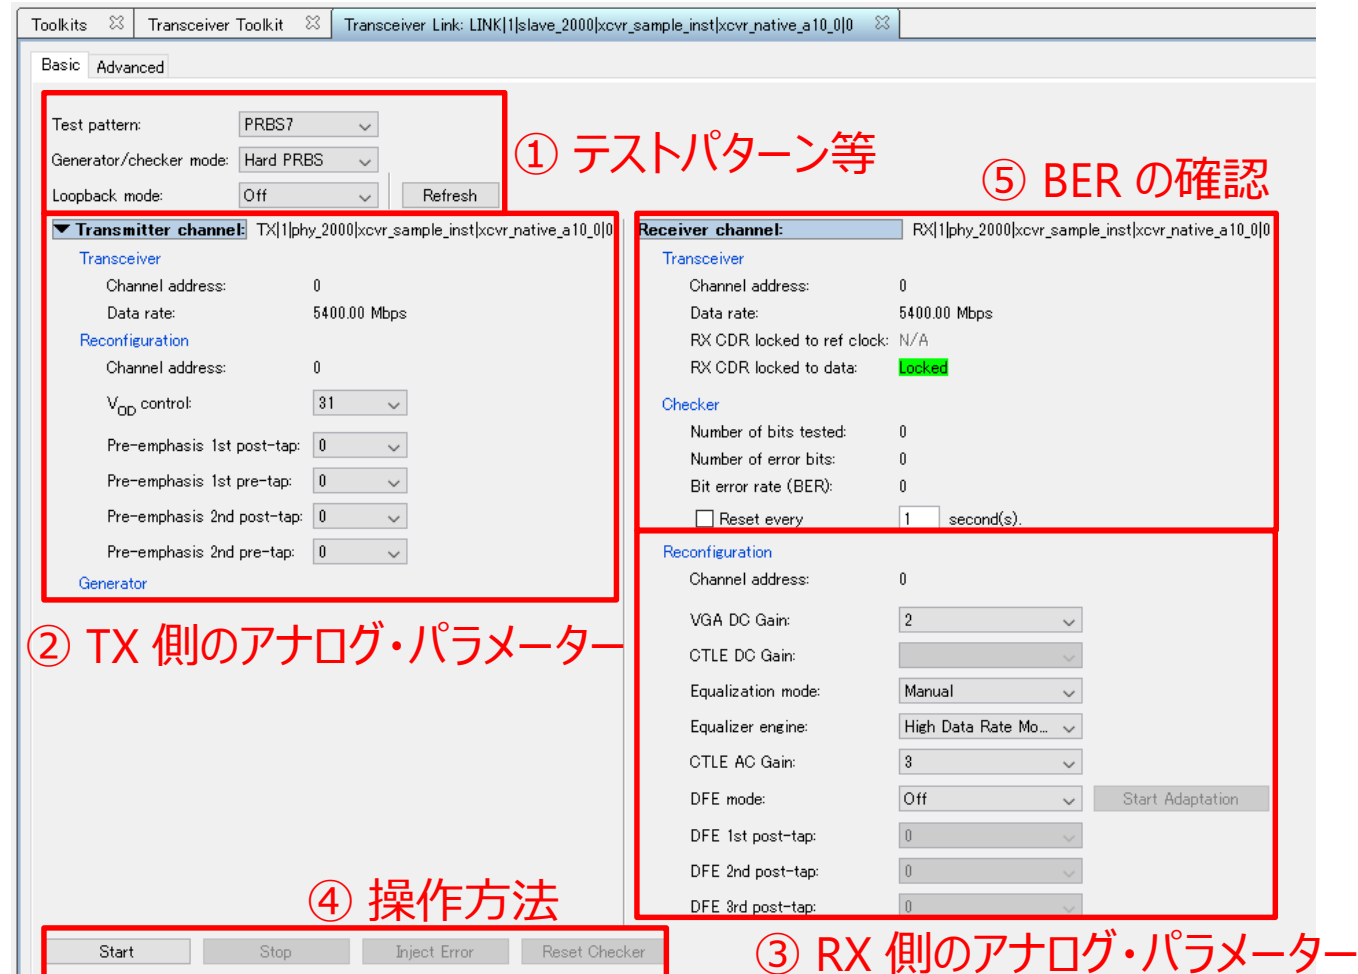 Toolkits Transceiver Toolkit Transceiver Link: LINK|1|slave_2000|xcvr_sample_inst|xcvr_native_a10_0|0
Basic Advanced
Test pattern: PRBS7
Generator/checker mode: Hard PRBS
Loopback mode: Off Refresh
① テストパターン等
⑤ BER の確認
Transmitter channel: TX|1|phy_2000|xcvr_sample_inst|xcvr_native_a10_0|0
Transceiver
Channel address: 0
Data rate: 5400.00 Mbps
Reconfiguration
Channel address: 0
VOD control: 31
Pre-emphasis 1st post-tap: 0
Pre-emphasis 1st pre-tap: 0
Pre-emphasis 2nd post-tap: 0
Pre-emphasis 2nd pre-tap: 0
Generator
② TX 側のアナログ・パラメーター
Receiver channel: RX|1|phy_2000|xcvr_sample_inst|xcvr_native_a10_0|0
Transceiver
Channel address: 0
Data rate: 5400.00 Mbps
RX CDR locked to ref clock: N/A
RX CDR locked to data: Locked
Checker
Number of bits tested: 0
Number of error bits: 0
Bit error rate (BER): 0
Reset every 1 second(s).
Reconfiguration
Channel address: 0
VGA DC Gain: 2
CTLE DC Gain:
Equalization mode: Manual
Equalizer engine: High Data Rate Mo...
CTLE AC Gain: 3
DFE mode: Off Start Adaptation
DFE 1st post-tap: 0
DFE 2nd post-tap: 0
DFE 3rd post-tap: 0
④ 操作方法
Start Stop Inject Error Reset Checker
③ RX 側のアナログ・パラメーター